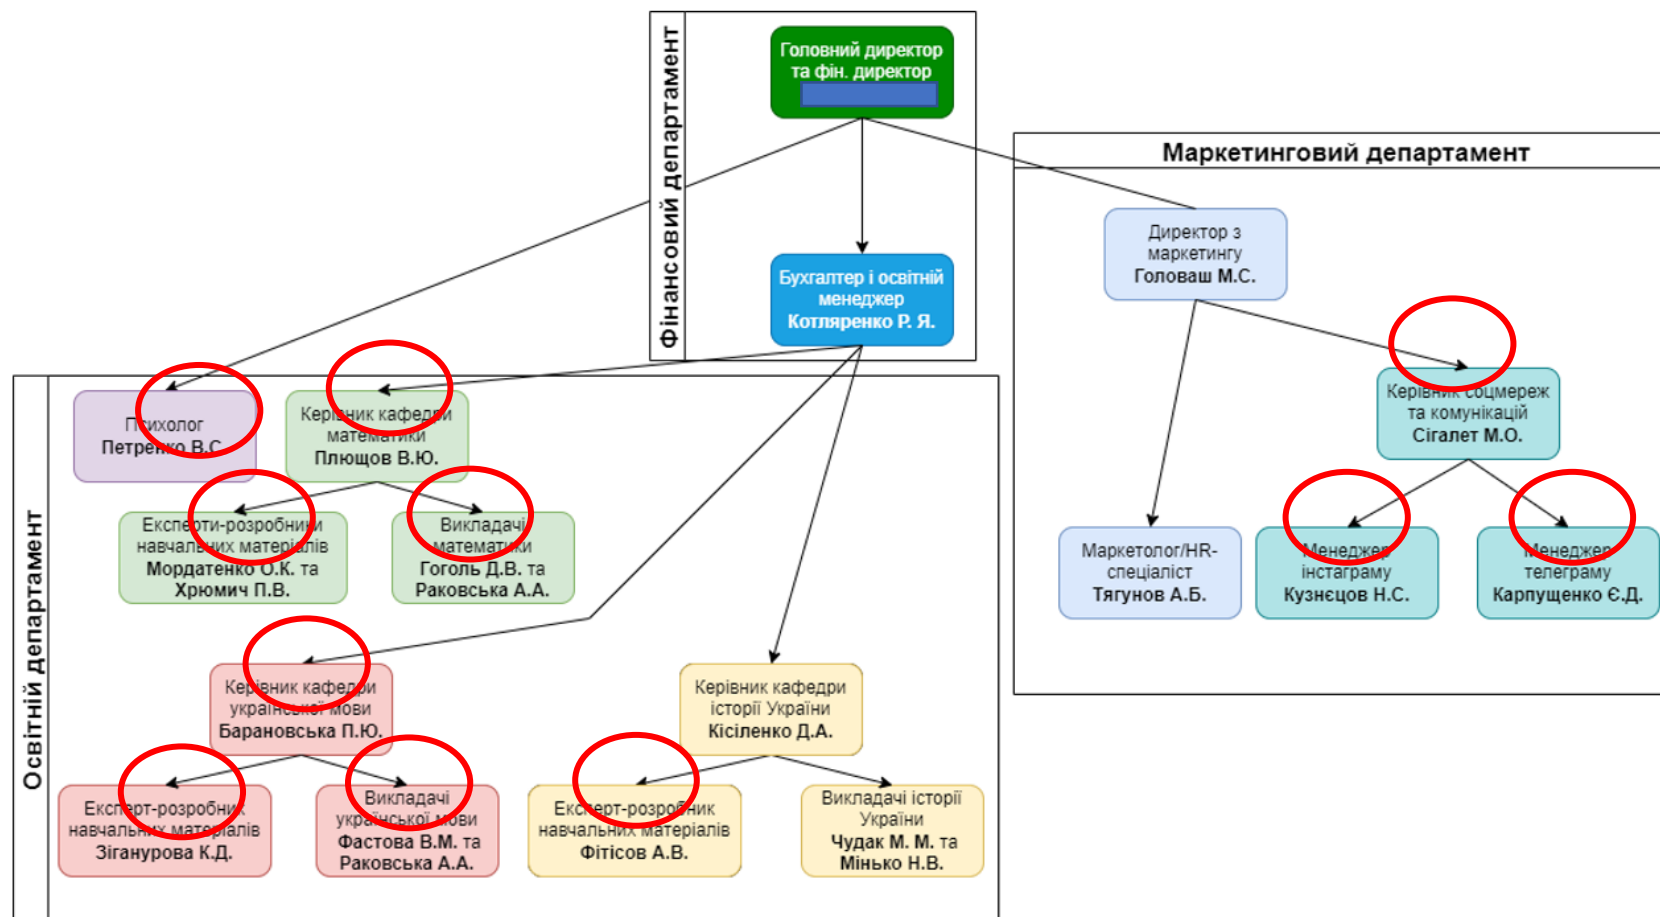 Фінансовий департамент
Головний директор
та фін. директор
Бухгалтер і освітній
менеджер
Котляренко Р. Я.
Маркетинговий департамент
Директор з
маркетингу
Головаш М.С.
Керівник соцмереж
та комунікацій
Сігалет М.О.
Маркетолог/HR-
спеціаліст
Тягунов А.Б.
Менеджер
інстаграму
Кузнєцов Н.С.
Менеджер
телеграму
Карпущенко Є.Д.
Освітній департамент
Психолог
Петренко В.С.
Керівник кафедри
математики
Плющов В.Ю.
Експерти-розробники
навчальних матеріалів
Мордатенко О.К. та
Хрюмич П.В.
Викладачі
математики
Гоголь Д.В. та
Раковська А.А.
Керівник кафедри
української мови
Барановська П.Ю.
Керівник кафедри
історії України
Кісіленко Д.А.
Експерт-розробник
навчальних матеріалів
Зіганурова К.Д.
Викладачі
української мови
Фастова В.М. та
Раковська А.А.
Експерт-розробник
навчальних матеріалів
Фітісов А.В.
Викладачі історії
України
Чудак М. М. та
Мінько Н.В.